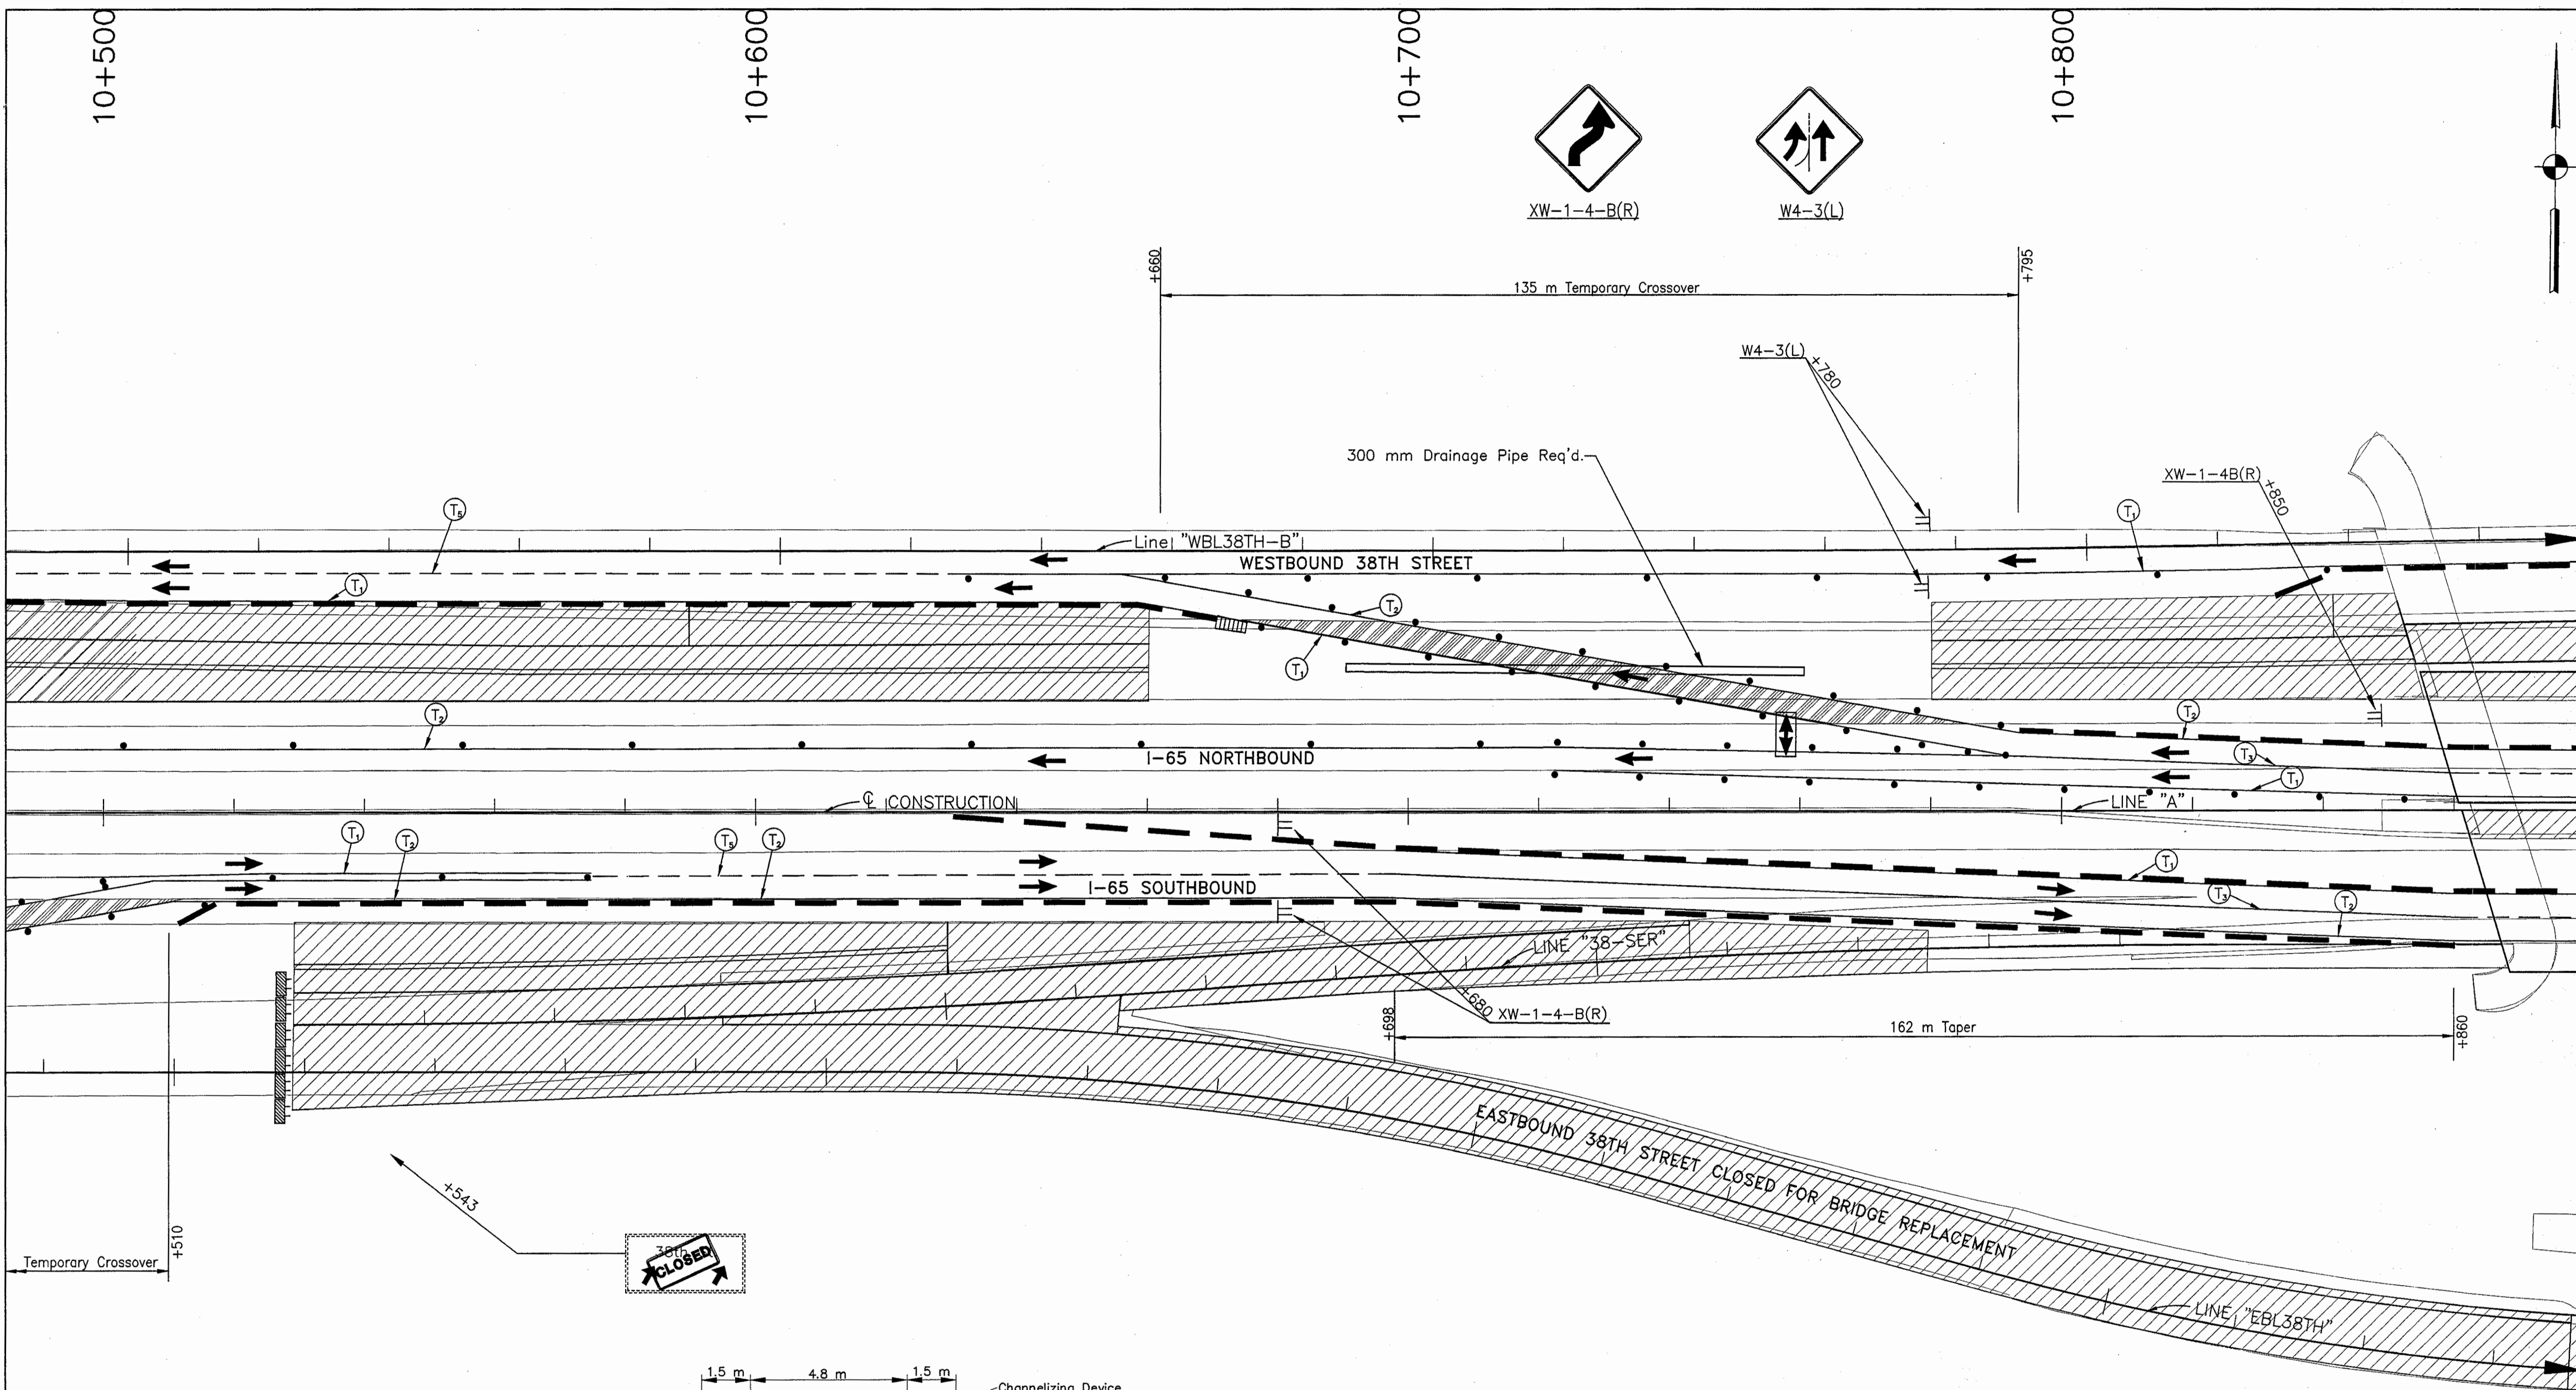 10+500
10+600
10+700
10+800
XW-1-4-B(R)
W4-3(L)
+660
+795
135 m Temporary Crossover
W4-3(L)
+780
300 mm Drainage Pipe Req'd.
XW-1-4B(R)
+850
T5
T1
Line "WBL38TH-B"
WESTBOUND 38TH STREET
T1
T2
T1
T2
T2
I-65 NORTHBOUND
T3
T1
℄ CONSTRUCTION
LINE "A"
T1
T2
T5
T2
T1
I-65 SOUTHBOUND
T3
T2
LINE "38-SER"
+680
XW-1-4-B(R)
+698
162 m Taper
+860
EASTBOUND 38TH STREET CLOSED FOR BRIDGE REPLACEMENT
+543
+510
Temporary Crossover
38th
CLOSED
LINE "EBL38TH"
1.5 m
4.8 m
1.5 m
Channelizing Device